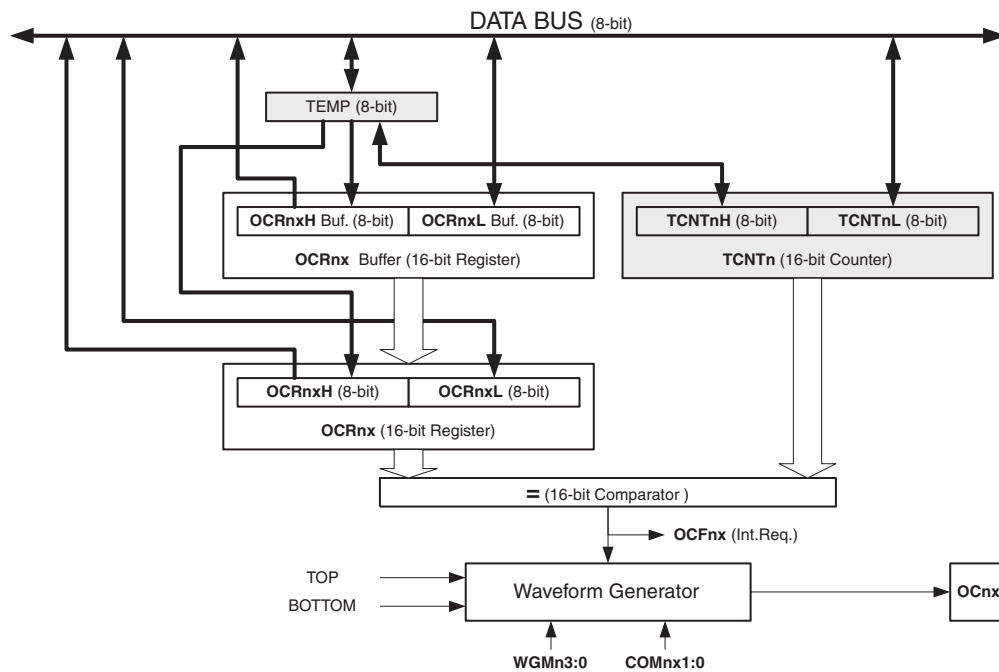 DATA BUS (8-bit)
TEMP (8-bit)
OCRnxH Buf. (8-bit)
OCRnxL Buf. (8-bit)
OCRnx Buffer (16-bit Register)
TCNTnH (8-bit)
TCNTnL (8-bit)
TCNTn (16-bit Counter)
OCRnxH (8-bit)
OCRnxL (8-bit)
OCRnx (16-bit Register)
= (16-bit Comparator )
OCFnx (Int.Req.)
TOP
BOTTOM
Waveform Generator
OCnx
WGMn3:0
COMnx1:0